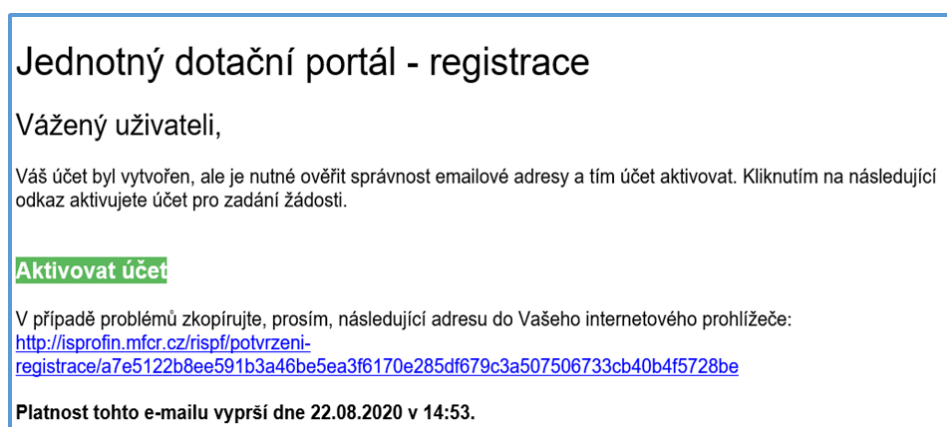 Jednotný dotační portál - registrace
Vážený uživateli,
Váš účet byl vytvořen, ale je nutné ověřit správnost emailové adresy a tím účet aktivovat. Kliknutím na následující
odkaz aktivujete účet pro zadání žádosti.
Aktivovat účet
V případě problémů zkopírujte, prosím, následující adresu do Vašeho internetového prohlížeče:
http://isprofin.mfcr.cz/rispf/potvrzeni-
registrace/a7e5122b8ee591b3a46be5ea3f6170e285df679c3a507506733cb40b4f5728be
Platnost tohto e-mailu vyprší dne 22.08.2020 v 14:53.